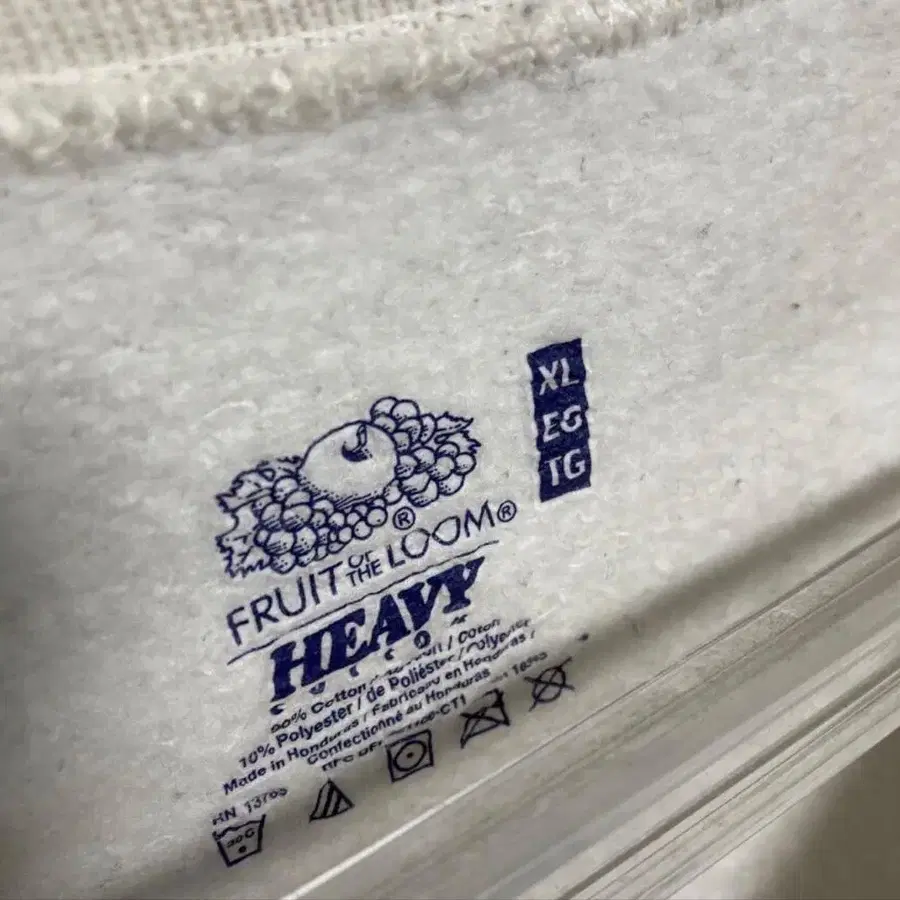 XL
EG
TG
®
FRUIT OF THE LOOM®
HEAVY
10% Polyester / de Poliéster / Polyester
Made in Honduras / Fabricado en Honduras /
Confectionné au Honduras
RN 13765
30C